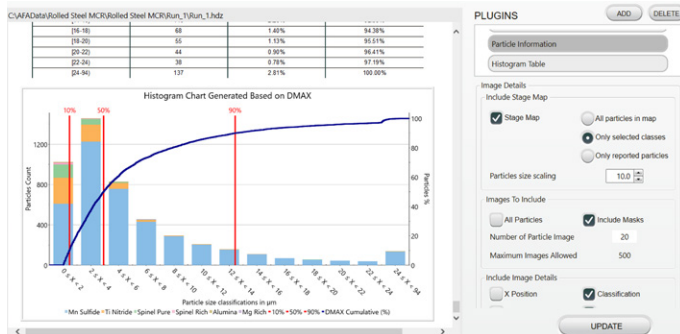 C:\AFAData\Rolled Steel MCR\Rolled Steel MCR\Run_1\Run_1.hdz
PLUGINS
ADD
DELETE
[16-18) 68 1.40% 94.38%
[18-20) 55 1.13% 95.51%
[20-22) 44 0.90% 96.41%
[22-24) 38 0.78% 97.19%
[24-94) 137 2.81% 100.00%
Histogram Chart Generated Based on DMAX
10% 50% 90%
Particles Count
1200
800
400
0
100
80
60
40
20
0
Particles %
0 ≤ X < 2
2 ≤ X < 4
4 ≤ X < 6
6 ≤ X < 8
8 ≤ X < 10
10 ≤ X < 12
12 ≤ X < 14
14 ≤ X < 16
16 ≤ X < 18
18 ≤ X < 20
20 ≤ X < 22
22 ≤ X < 24
24 ≤ X < 94
Particle size classifications in µm
Mn Sulfide Ti Nitride Spinel Pure Spinel Rich Alumina Mg Rich 10% 50% 90% DMAX Cumulative (%)
Particle Information
Histogram Table
Image Details
Include Stage Map
Stage Map
All particles in map
Only selected classes
Only reported particles
Particles size scaling 10.0
Images To Include
All Particles
Include Masks
Number of Particle Image 20
Maximum Images Allowed 500
Include Image Details
X Position
Classification
UPDATE